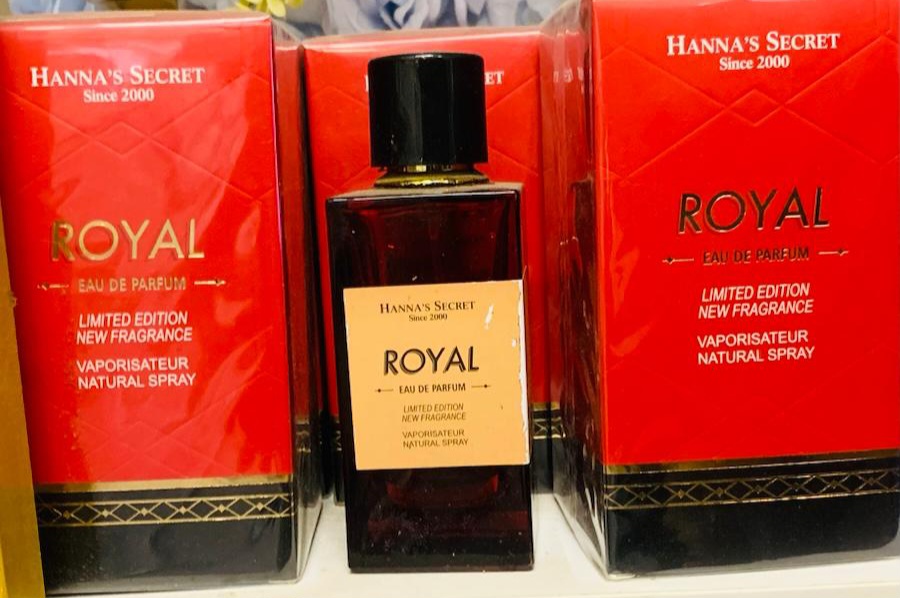 HANNA'S SECRET
Since 2000
ROYAL
EAU DE PARFUM
LIMITED EDITION
NEW FRAGRANCE
VAPORISATEUR
NATURAL SPRAY
HANNA'S SECRET
Since 2000
ROYAL
EAU DE PARFUM
LIMITED EDITION
NEW FRAGRANCE
VAPORISATEUR
NATURAL SPRAY
HANNA'S SECRET
Since 2000
ROYAL
EAU DE PARFUM
LIMITED EDITION
NEW FRAGRANCE
VAPORISATEUR
NATURAL SPRAY